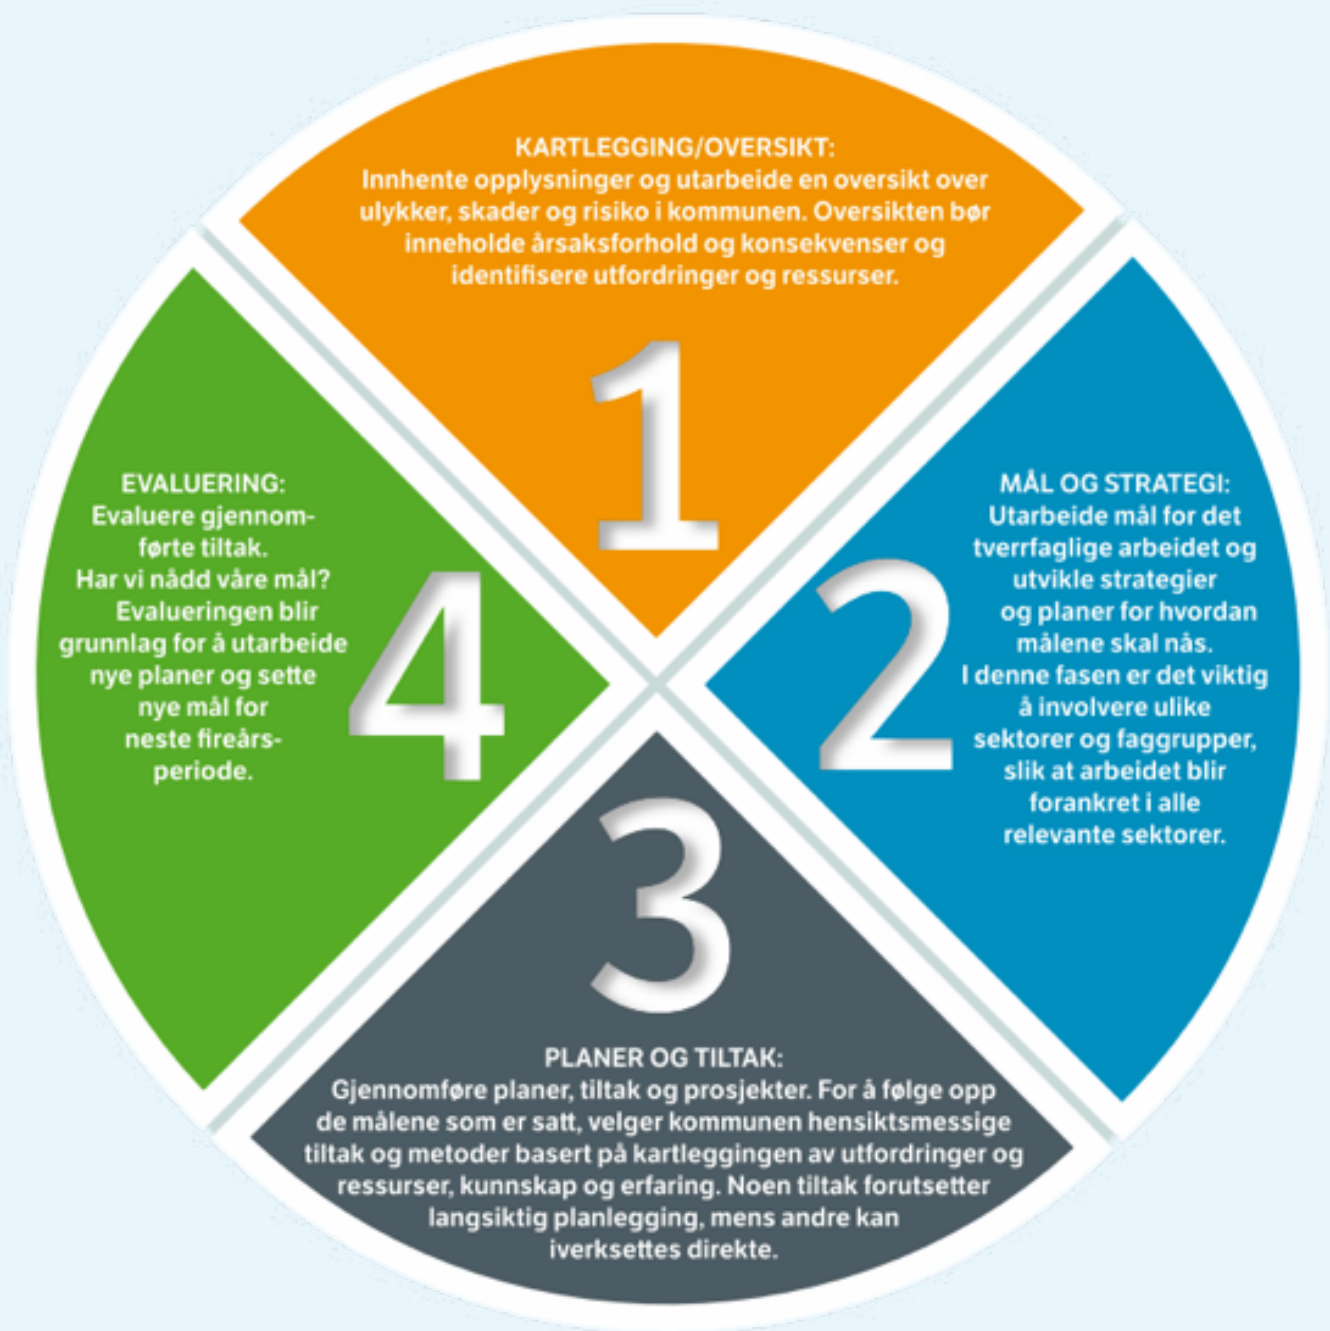 KARTLEGGING/OVERSIKT:
Innhente opplysninger og utarbeide en oversikt over
ulykker, skader og risiko i kommunen. Oversikten bør
inneholde årsaksforhold og konsekvenser og
identifisere utfordringer og ressurser.
1
MÅL OG STRATEGI:
Utarbeide mål for det
tverrfaglige arbeidet og
utvikle strategier
og planer for hvordan
målene skal nås.
I denne fasen er det viktig
å involvere ulike
sektorer og faggrupper,
slik at arbeidet blir
forankret i alle
relevante sektorer.
2
3
PLANER OG TILTAK:
Gjennomføre planer, tiltak og prosjekter. For å følge opp
de målene som er satt, velger kommunen hensiktsmessige
tiltak og metoder basert på kartleggingen av utfordringer og
ressurser, kunnskap og erfaring. Noen tiltak forutsetter
langsiktig planlegging, mens andre kan
iverksettes direkte.
EVALUERING:
Evaluere gjennom-
førte tiltak.
Har vi nådd våre mål?
Evalueringen blir
grunnlag for å utarbeide
nye planer og sette
nye mål for
neste fireårs-
periode.
4